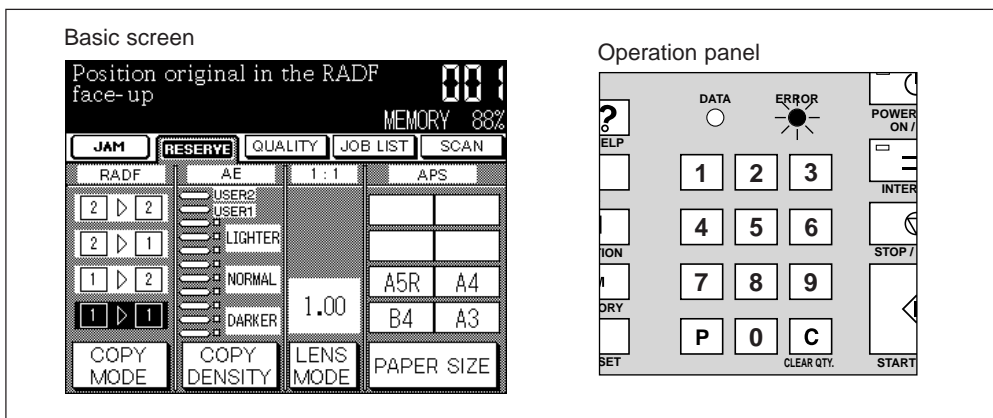 Basic screen
Position original in the RADF
face-up
001
MEMORY 88%
JAM RESERVE QUALITY JOB LIST SCAN
RADF AE 1:1 APS
2 ▷ 2
2 ▷ 1
1 ▷ 2
1 ▷ 1
USER2
USER1
LIGHTER
NORMAL
DARKER
1.00
A5R A4
B4 A3
COPY MODE
COPY DENSITY
LENS MODE
PAPER SIZE
Operation panel
DATA ERROR
1 2 3
4 5 6
7 8 9
P 0 C
CLEAR QTY.
?
ELP
TION
M
ORY
SET
POWER
ON /
INTER
STOP /
START